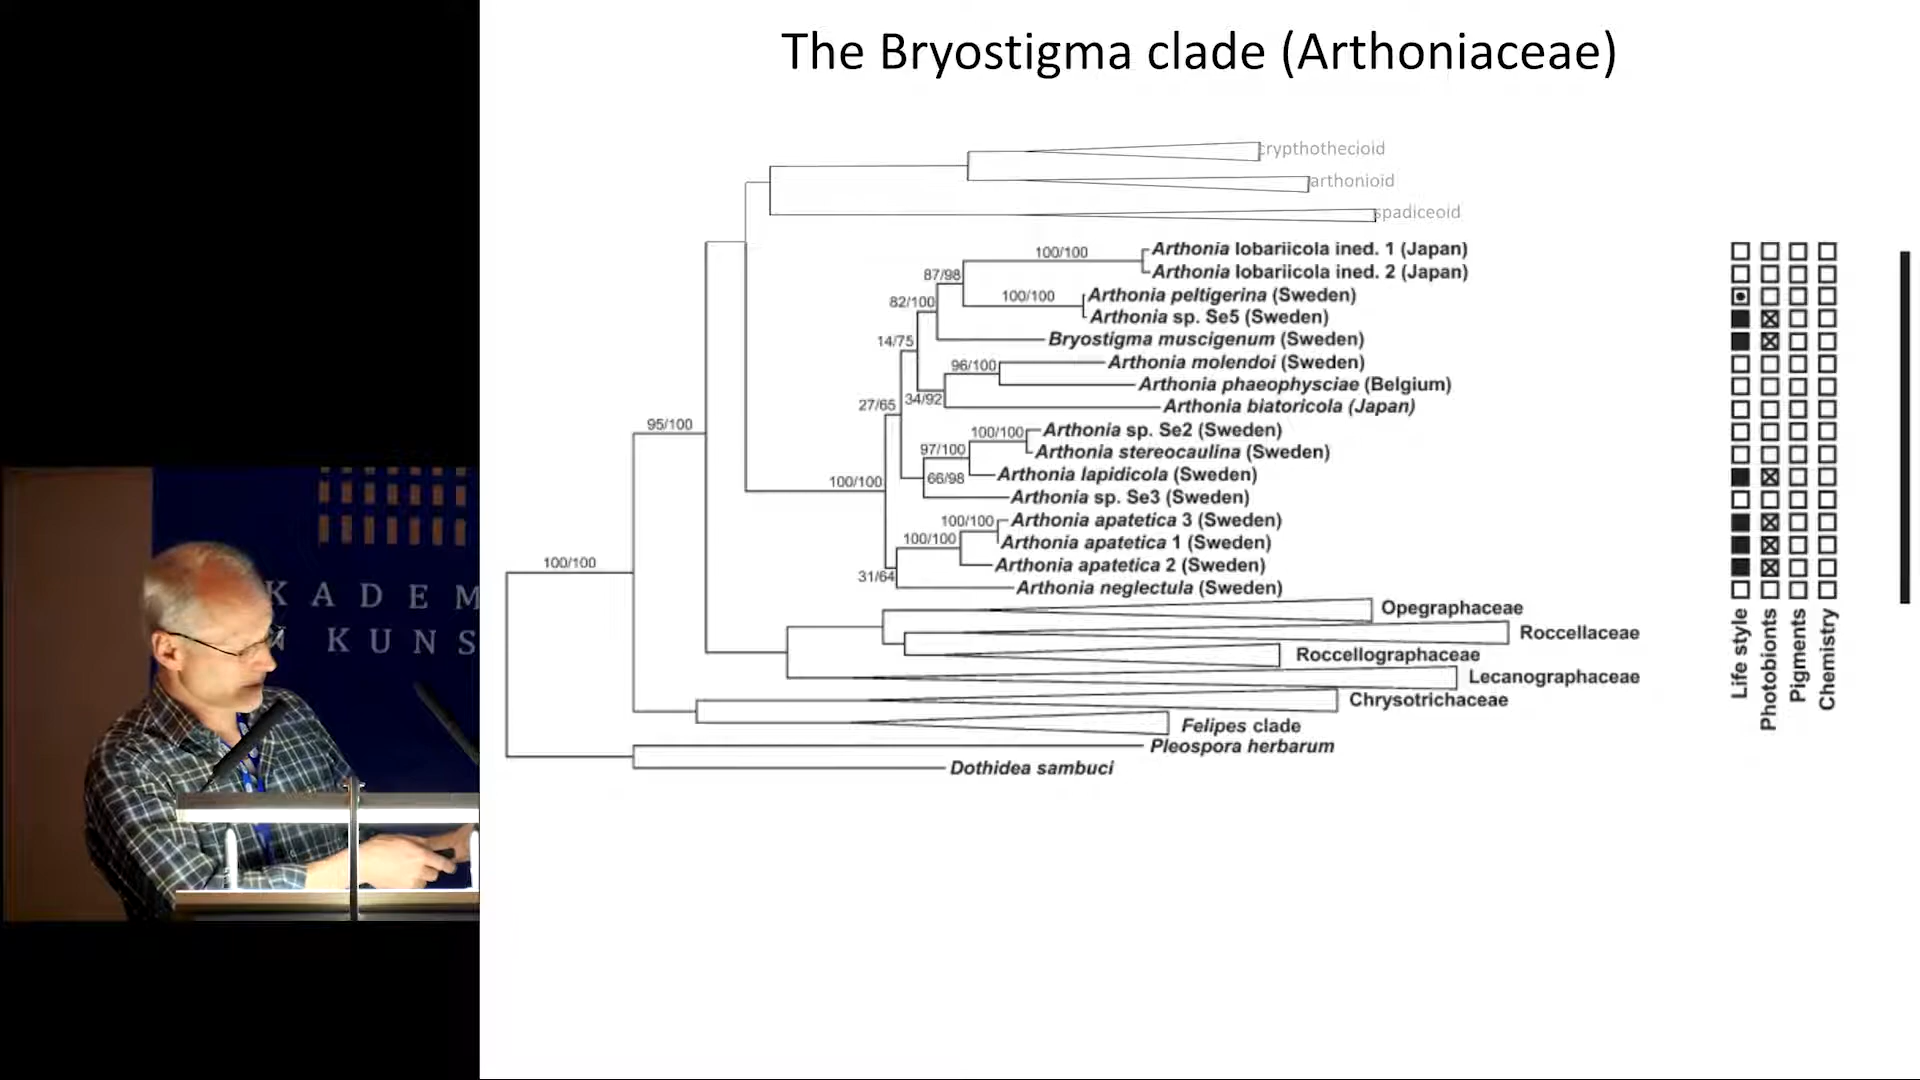 The Bryostigma clade (Arthoniaceae)
crypthothecioid
arthonioid
spadiceoid
100/100
Arthonia lobariicola ined. 1 (Japan)
87/98
Arthonia lobariicola ined. 2 (Japan)
82/100
100/100
Arthonia peltigerina (Sweden)
Arthonia sp. Se5 (Sweden)
14/75
Bryostigma muscigenum (Sweden)
96/100
Arthonia molendoi (Sweden)
Arthonia phaeophysciae (Belgium)
27/65
34/92
Arthonia biatoricola (Japan)
95/100
100/100
Arthonia sp. Se2 (Sweden)
97/100
Arthonia stereocaulina (Sweden)
100/100
66/98
Arthonia lapidicola (Sweden)
Arthonia sp. Se3 (Sweden)
100/100
Arthonia apatetica 3 (Sweden)
100/100
Arthonia apatetica 1 (Sweden)
100/100
Arthonia apatetica 2 (Sweden)
31/64
Arthonia neglectula (Sweden)
Opegraphaceae
Roccellaceae
Roccellographaceae
Lecanographaceae
Chrysotrichaceae
Felipes clade
Pleospora herbarum
Dothidea sambuci
Life style
Photobionts
Pigments
Chemistry
KADEM
KUNS